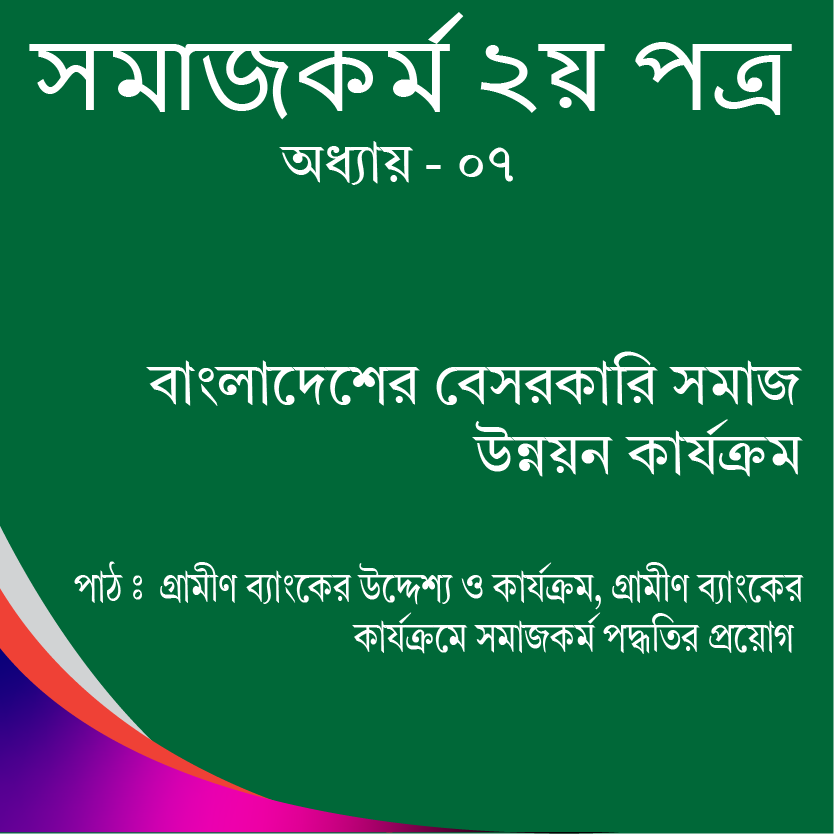 সমাজকর্ম ২য় পত্র
অধ্যায় - ০৭
বাংলাদেশের বেসরকারি সমাজ
উন্নয়ন কার্যক্রম
পাঠ ঃ গ্রামীণ ব্যাংকের উদ্দেশ্য ও কার্যক্রম, গ্রামীণ ব্যাংকের
কার্যক্রমে সমাজকর্ম পদ্ধতির প্রয়োগ